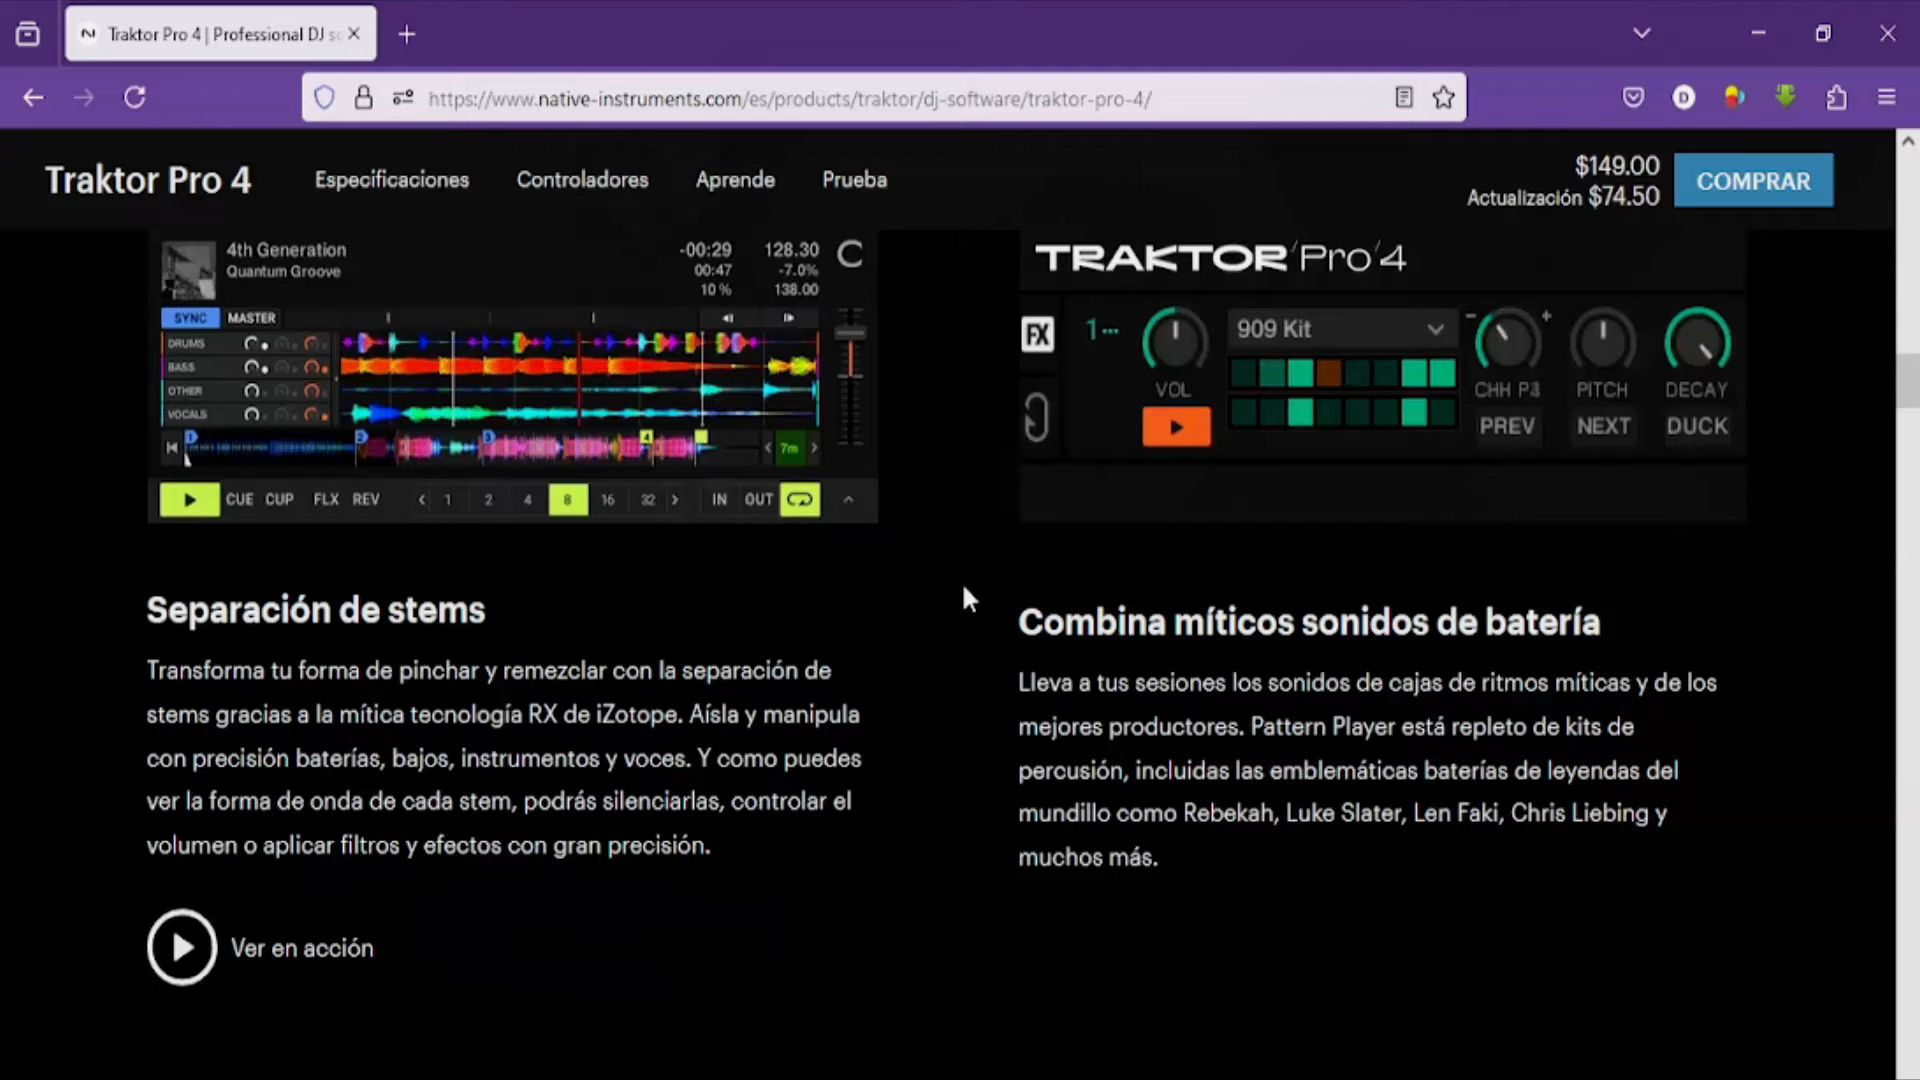 Traktor Pro 4 | Professional DJ so
https://www.native-instruments.com/es/products/traktor/dj-software/traktor-pro-4/
D
Traktor Pro 4
Especificaciones
Controladores
Aprende
Prueba
$149.00
Actualización $74.50
COMPRAR
4th Generation
Quantum Groove
-00:29
00:47
10 %
128.30
-7.0%
138.00
SYNC
MASTER
DRUMS
BASS
OTHER
VOCALS
1
2
3
4
7m
CUE CUP FLX REV
1 2 4 8 16 32
IN OUT
TRAKTOR Pro 4
FX
1
VOL
909 Kit
CHH P3
PITCH
DECAY
PREV
NEXT
DUCK
Separación de stems
Transforma tu forma de pinchar y remezclar con la separación de
stems gracias a la mítica tecnología RX de iZotope. Aísla y manipula
con precisión baterías, bajos, instrumentos y voces. Y como puedes
ver la forma de onda de cada stem, podrás silenciarlas, controlar el
volumen o aplicar filtros y efectos con gran precisión.
Ver en acción
Combina míticos sonidos de batería
Lleva a tus sesiones los sonidos de cajas de ritmos míticas y de los
mejores productores. Pattern Player está repleto de kits de
percusión, incluidas las emblemáticas baterías de leyendas del
mundillo como Rebekah, Luke Slater, Len Faki, Chris Liebing y
muchos más.